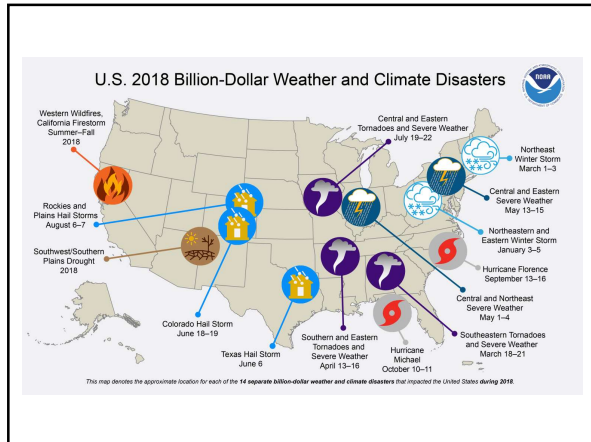 U.S. 2018 Billion-Dollar Weather and Climate Disasters
NOAA
Western Wildfires,
California Firestorm
Summer–Fall
2018
Central and Eastern
Tornadoes and Severe Weather
July 19–22
Northeast
Winter Storm
March 1–3
Rockies and
Plains Hail Storms
August 6–7
Central and Eastern
Severe Weather
May 13–15
Southwest/Southern
Plains Drought
2018
Northeastern and
Eastern Winter Storm
January 3–5
Hurricane Florence
September 13–16
Colorado Hail Storm
June 18–19
Central and Northeast
Severe Weather
May 1–4
Texas Hail Storm
June 6
Southern and Eastern
Tornadoes and
Severe Weather
April 13–16
Hurricane
Michael
October 10–11
Southeastern Tornadoes
and Severe Weather
March 18–21
This map denotes the approximate location for each of the 14 separate billion-dollar weather and climate disasters that impacted the United States during 2018.